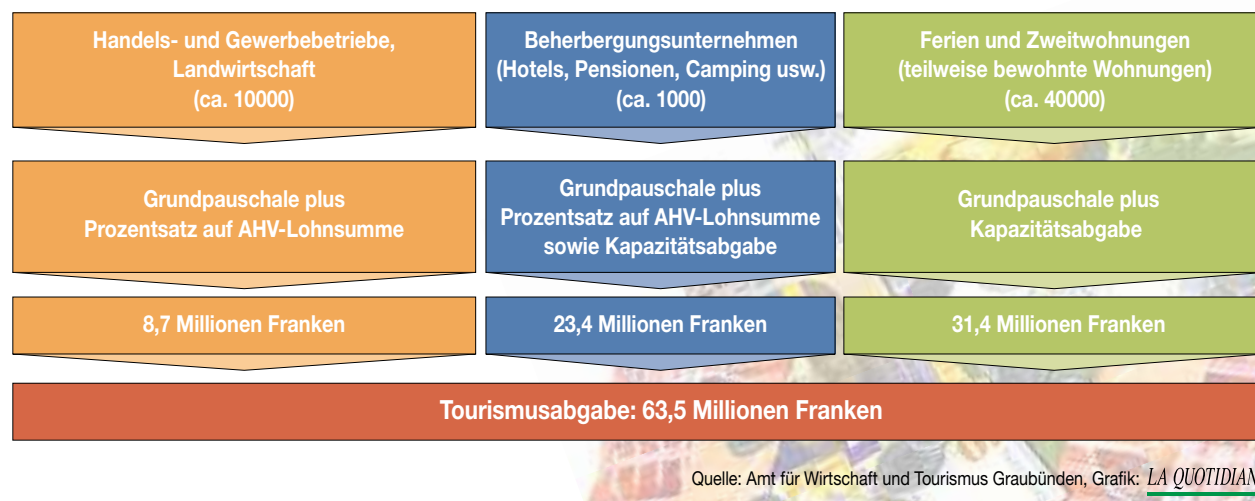 Handels- und Gewerbebetriebe,
Landwirtschaft
(ca. 10000)
Beherbergungsunternehmen
(Hotels, Pensionen, Camping usw.)
(ca. 1000)
Ferien und Zweitwohnungen
(teilweise bewohnte Wohnungen)
(ca. 40000)
Grundpauschale plus
Prozentsatz auf AHV-Lohnsumme
Grundpauschale plus
Prozentsatz auf AHV-Lohnsumme
sowie Kapazitätsabgabe
Grundpauschale plus
Kapazitätsabgabe
8,7 Millionen Franken
23,4 Millionen Franken
31,4 Millionen Franken
Tourismusabgabe: 63,5 Millionen Franken
Quelle: Amt für Wirtschaft und Tourismus Graubünden, Grafik: LA QUOTIDIAN